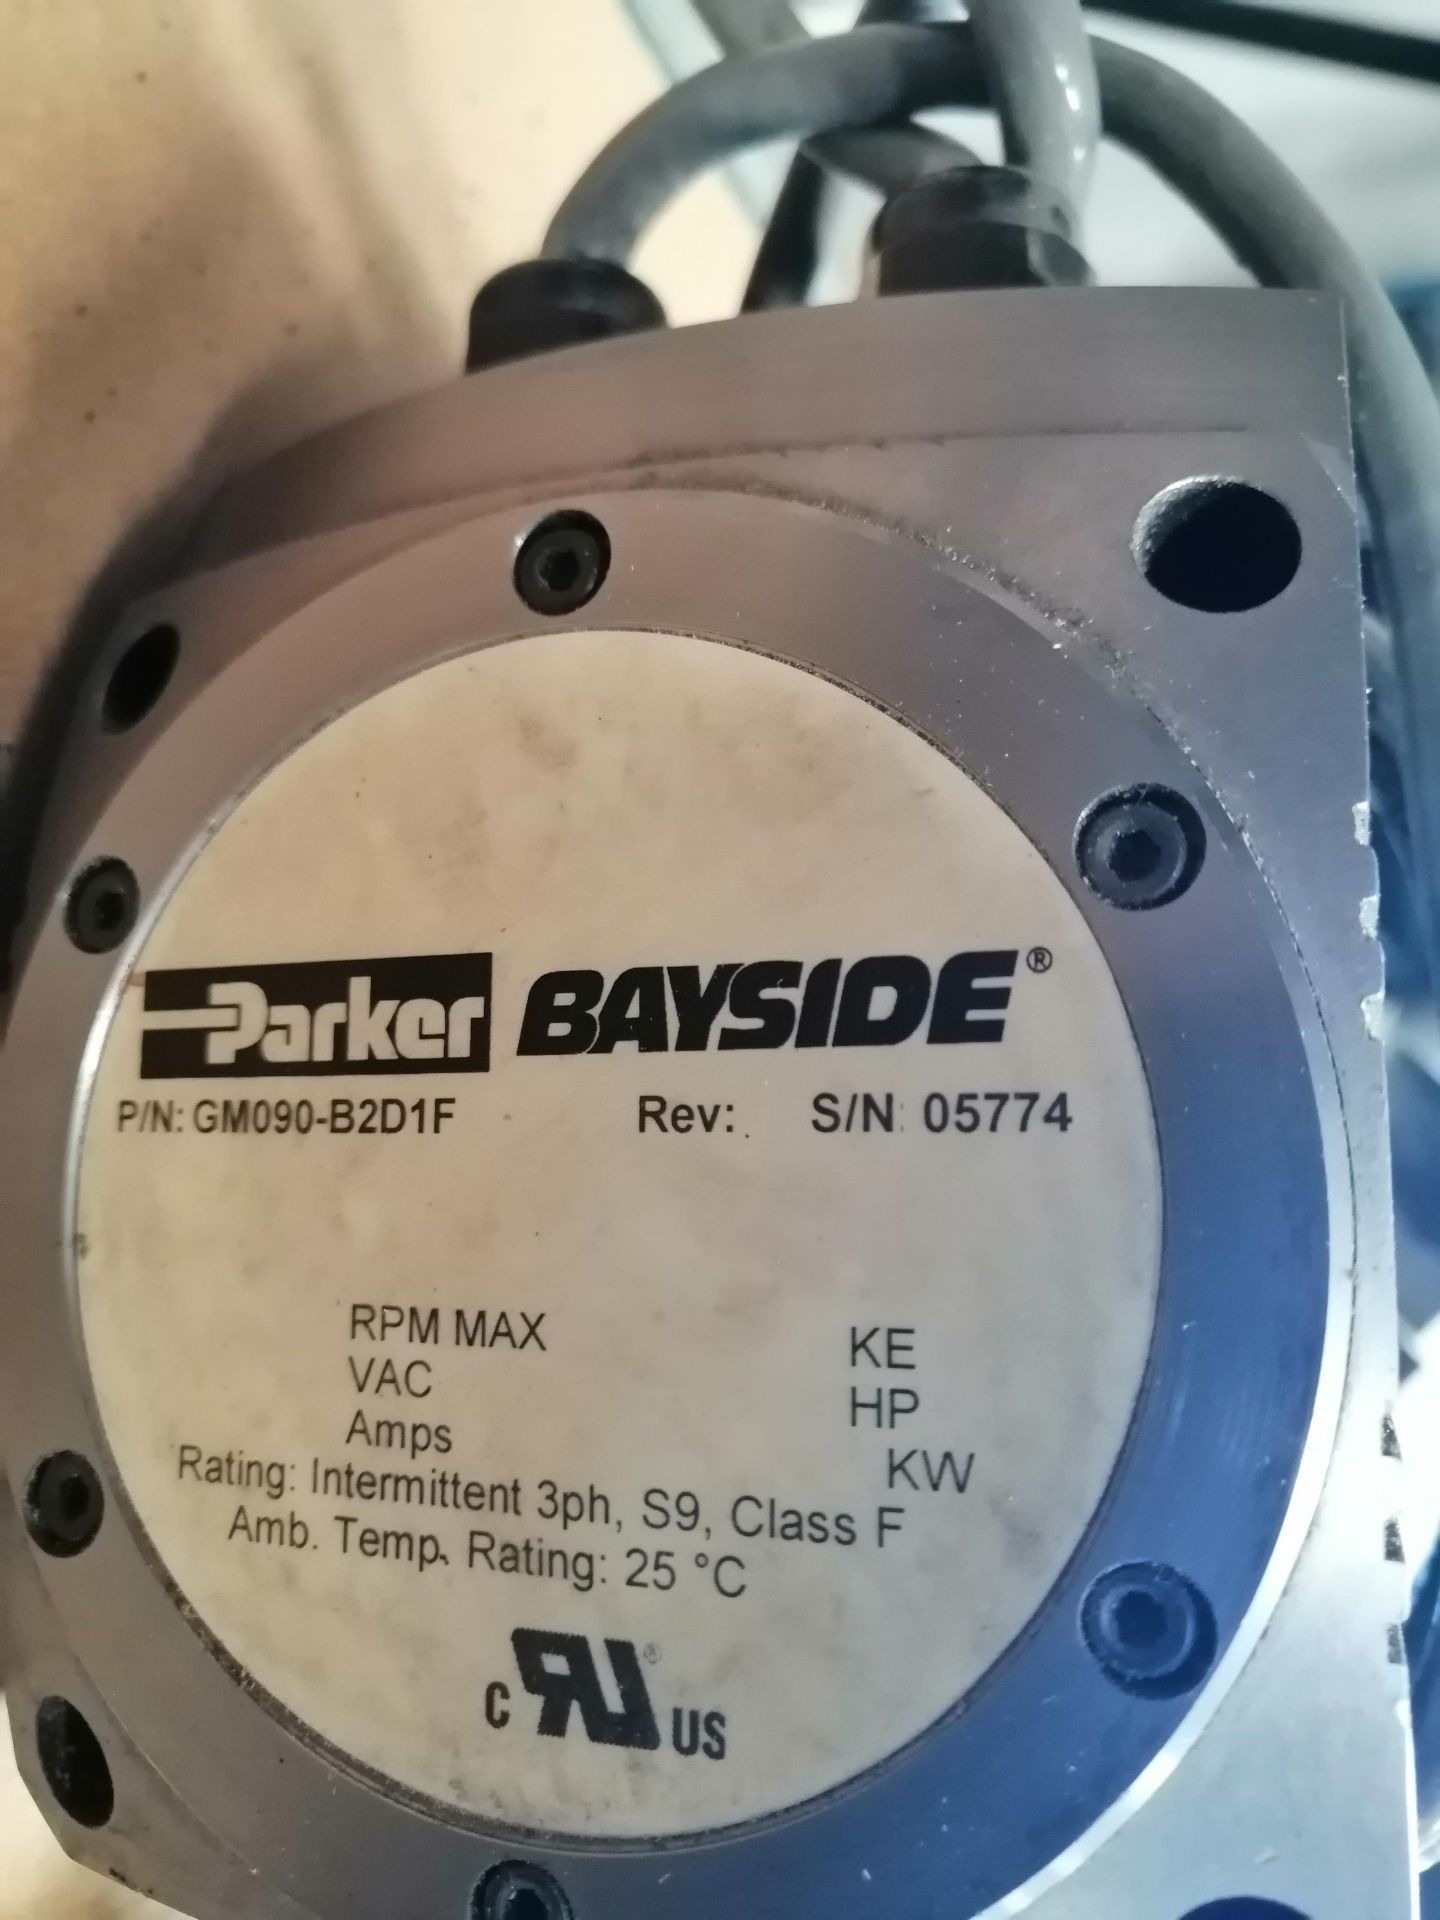 Parker BAYSIDE®
P/N: GM090-B2D1F Rev: S/N: 05774
RPM MAX KE
VAC HP
Amps KW
Rating: Intermittent 3ph, S9, Class F
Amb. Temp. Rating: 25 °C
c RU® US